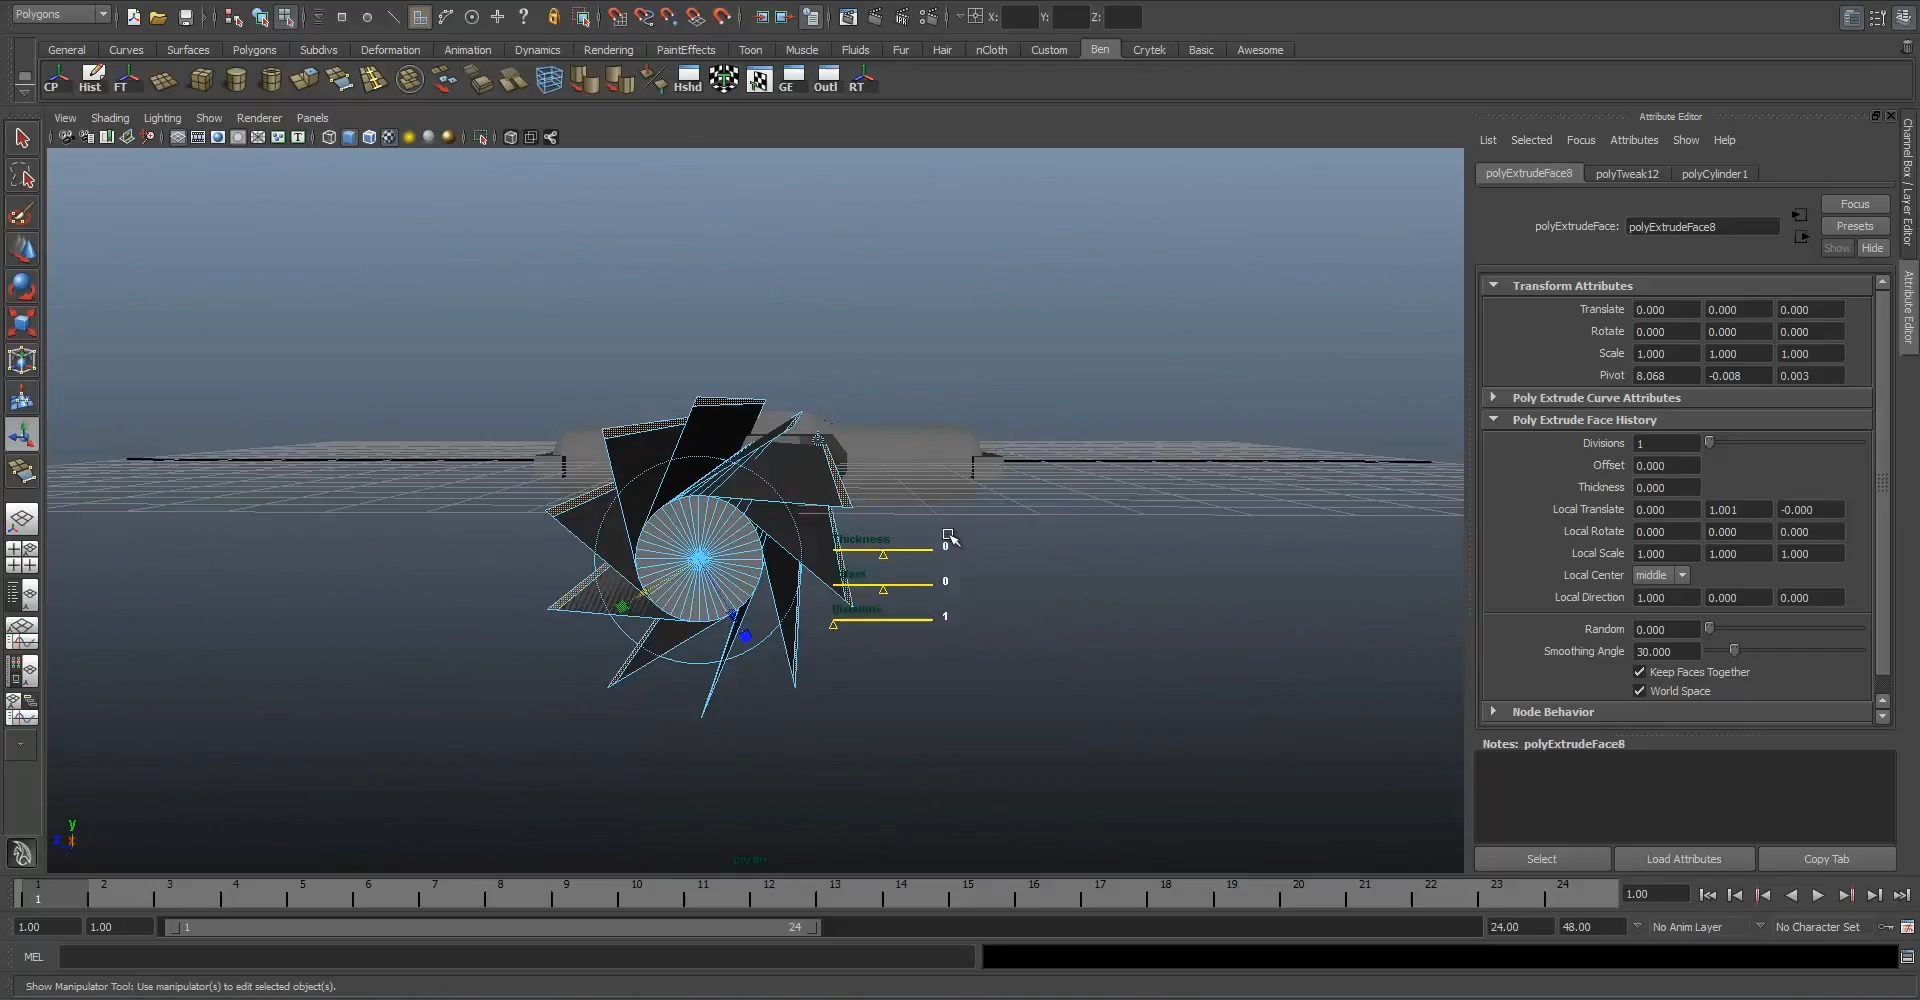 Polygons
X:
Y:
Z:
General Curves Surfaces Polygons Subdivs Deformation Animation Dynamics Rendering PaintEffects Toon Muscle Fluids Fur Hair nCloth Custom Ben Crytek Basic Awesome
CP Hist FT Hshd GE Outl RT
View Shading Lighting Show Renderer Panels
Attribute Editor
List Selected Focus Attributes Show Help
polyExtrudeFace8 polyTweak12 polyCylinder1
Focus
polyExtrudeFace: polyExtrudeFace8
Presets
Show Hide
Transform Attributes
Translate 0.000 0.000 0.000
Rotate 0.000 0.000 0.000
Scale 1.000 1.000 1.000
Pivot 8.068 -0.008 0.003
Poly Extrude Curve Attributes
Poly Extrude Face History
Divisions 1
Offset 0.000
Thickness 0.000
Local Translate 0.000 1.001 -0.000
Local Rotate 0.000 0.000 0.000
Local Scale 1.000 1.000 1.000
Local Center middle
Local Direction 1.000 0.000 0.000
Random 0.000
Smoothing Angle 30.000
Keep Faces Together
World Space
Node Behavior
Notes: polyExtrudeFace8
Select Load Attributes Copy Tab
Channel Box / Layer Editor
Attribute Editor
Thickness
0
0
Divisions
1
y
persp
1 2 3 4 5 6 7 8 9 10 11 12 13 14 15 16 17 18 19 20 21 22 23 24
1
1.00
1.00 1.00 1 24 24.00 48.00 No Anim Layer No Character Set
MEL
Show Manipulator Tool: Use manipulator(s) to edit selected object(s).